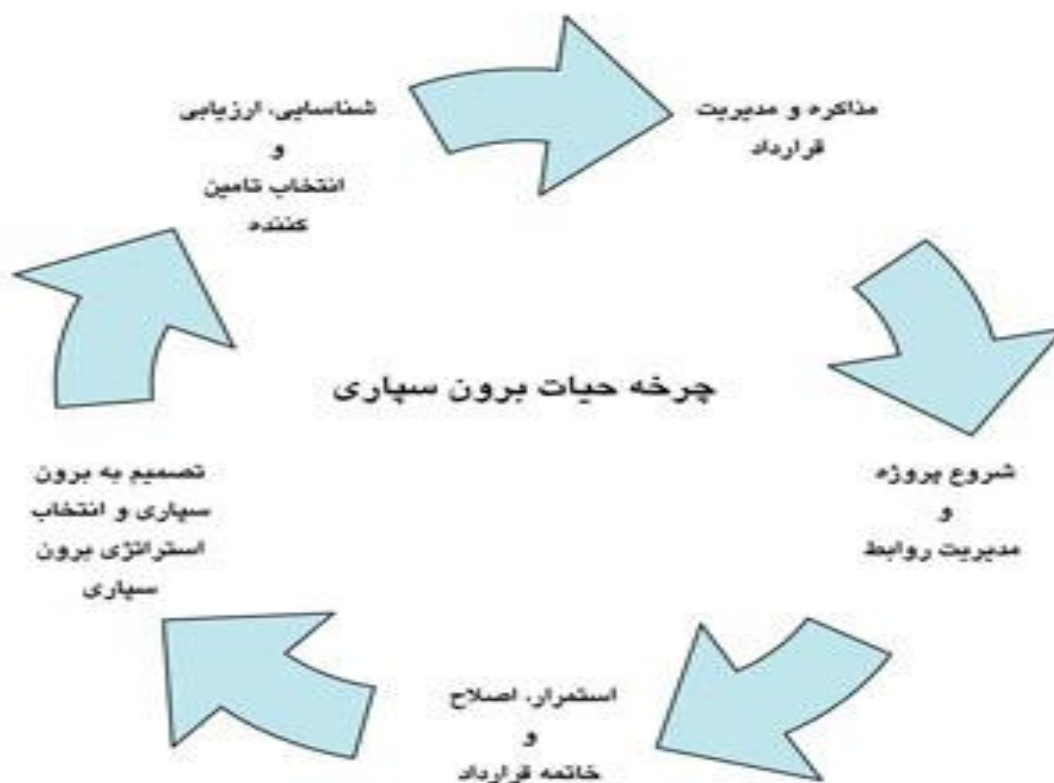 شناسایی، ارزیابی
و
انتخاب تامین
کننده
مذاکره و مدیریت
قرارداد
چرخه حیات برون سپاری
تصمیم به برون
سپاری و انتخاب
استراتژی برون
سپاری
شروع پروژه
و
مدیریت روابط
استمرار، اصلاح
و
خاتمه قرارداد